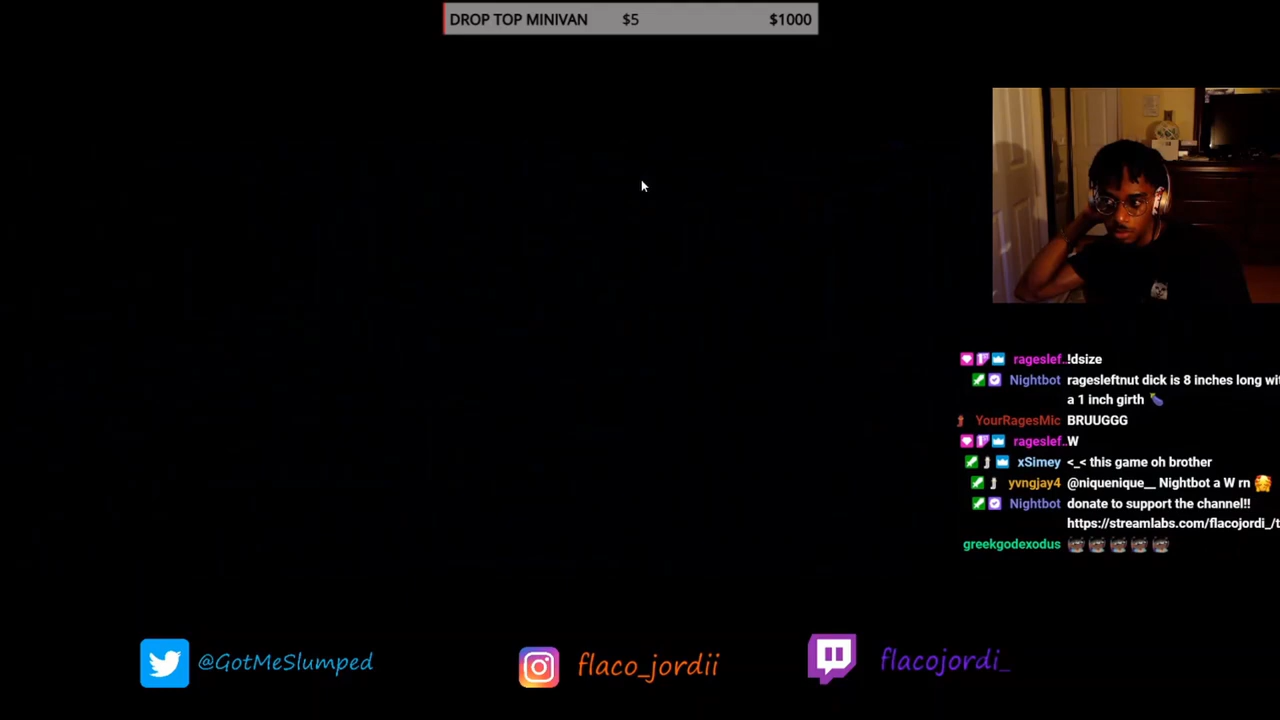 DROP TOP MINIVAN $5 $1000
rageslef.. !dsize
Nightbot ragesleftnut dick is 8 inches long wit
a 1 inch girth
YourRagesMic BRUUGGG
rageslef.. W
xSimey <_< this game oh brother
yvngjay4 @niquenique__ Nightbot a W rn
Nightbot donate to support the channel!!
https://streamlabs.com/flacojordi_/t
greekgodexodus
@GotMeSlumped flaco_jordii flacojordi_